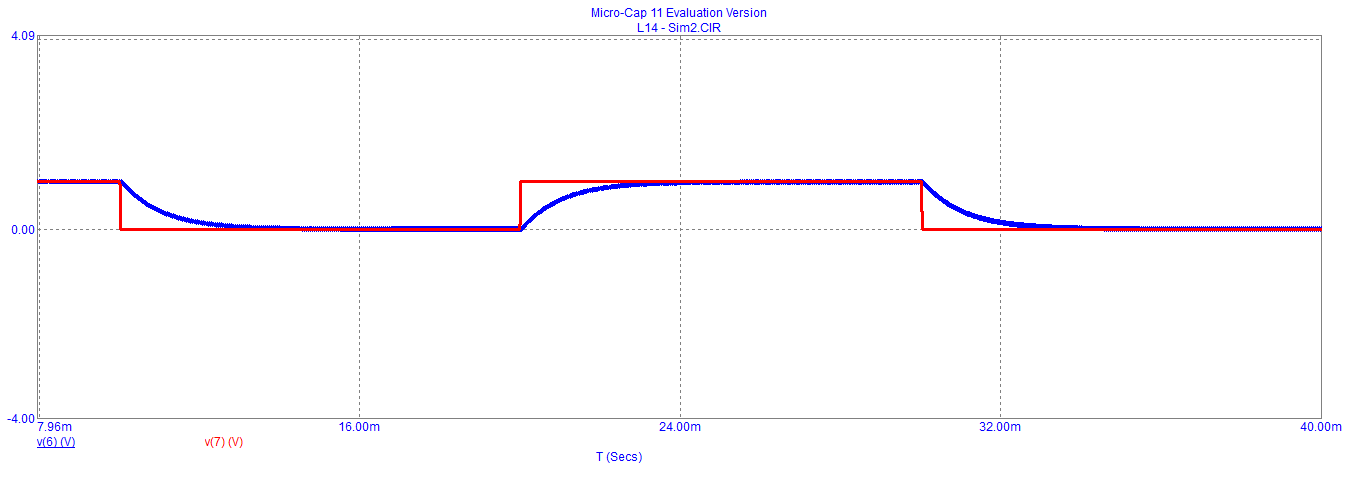 Micro-Cap 11 Evaluation Version
L14 - Sim2.CIR
4.09
0.00
-4.00
7.96m 16.00m 24.00m 32.00m 40.00m
v(6) (V) v(7) (V)
T (Secs)